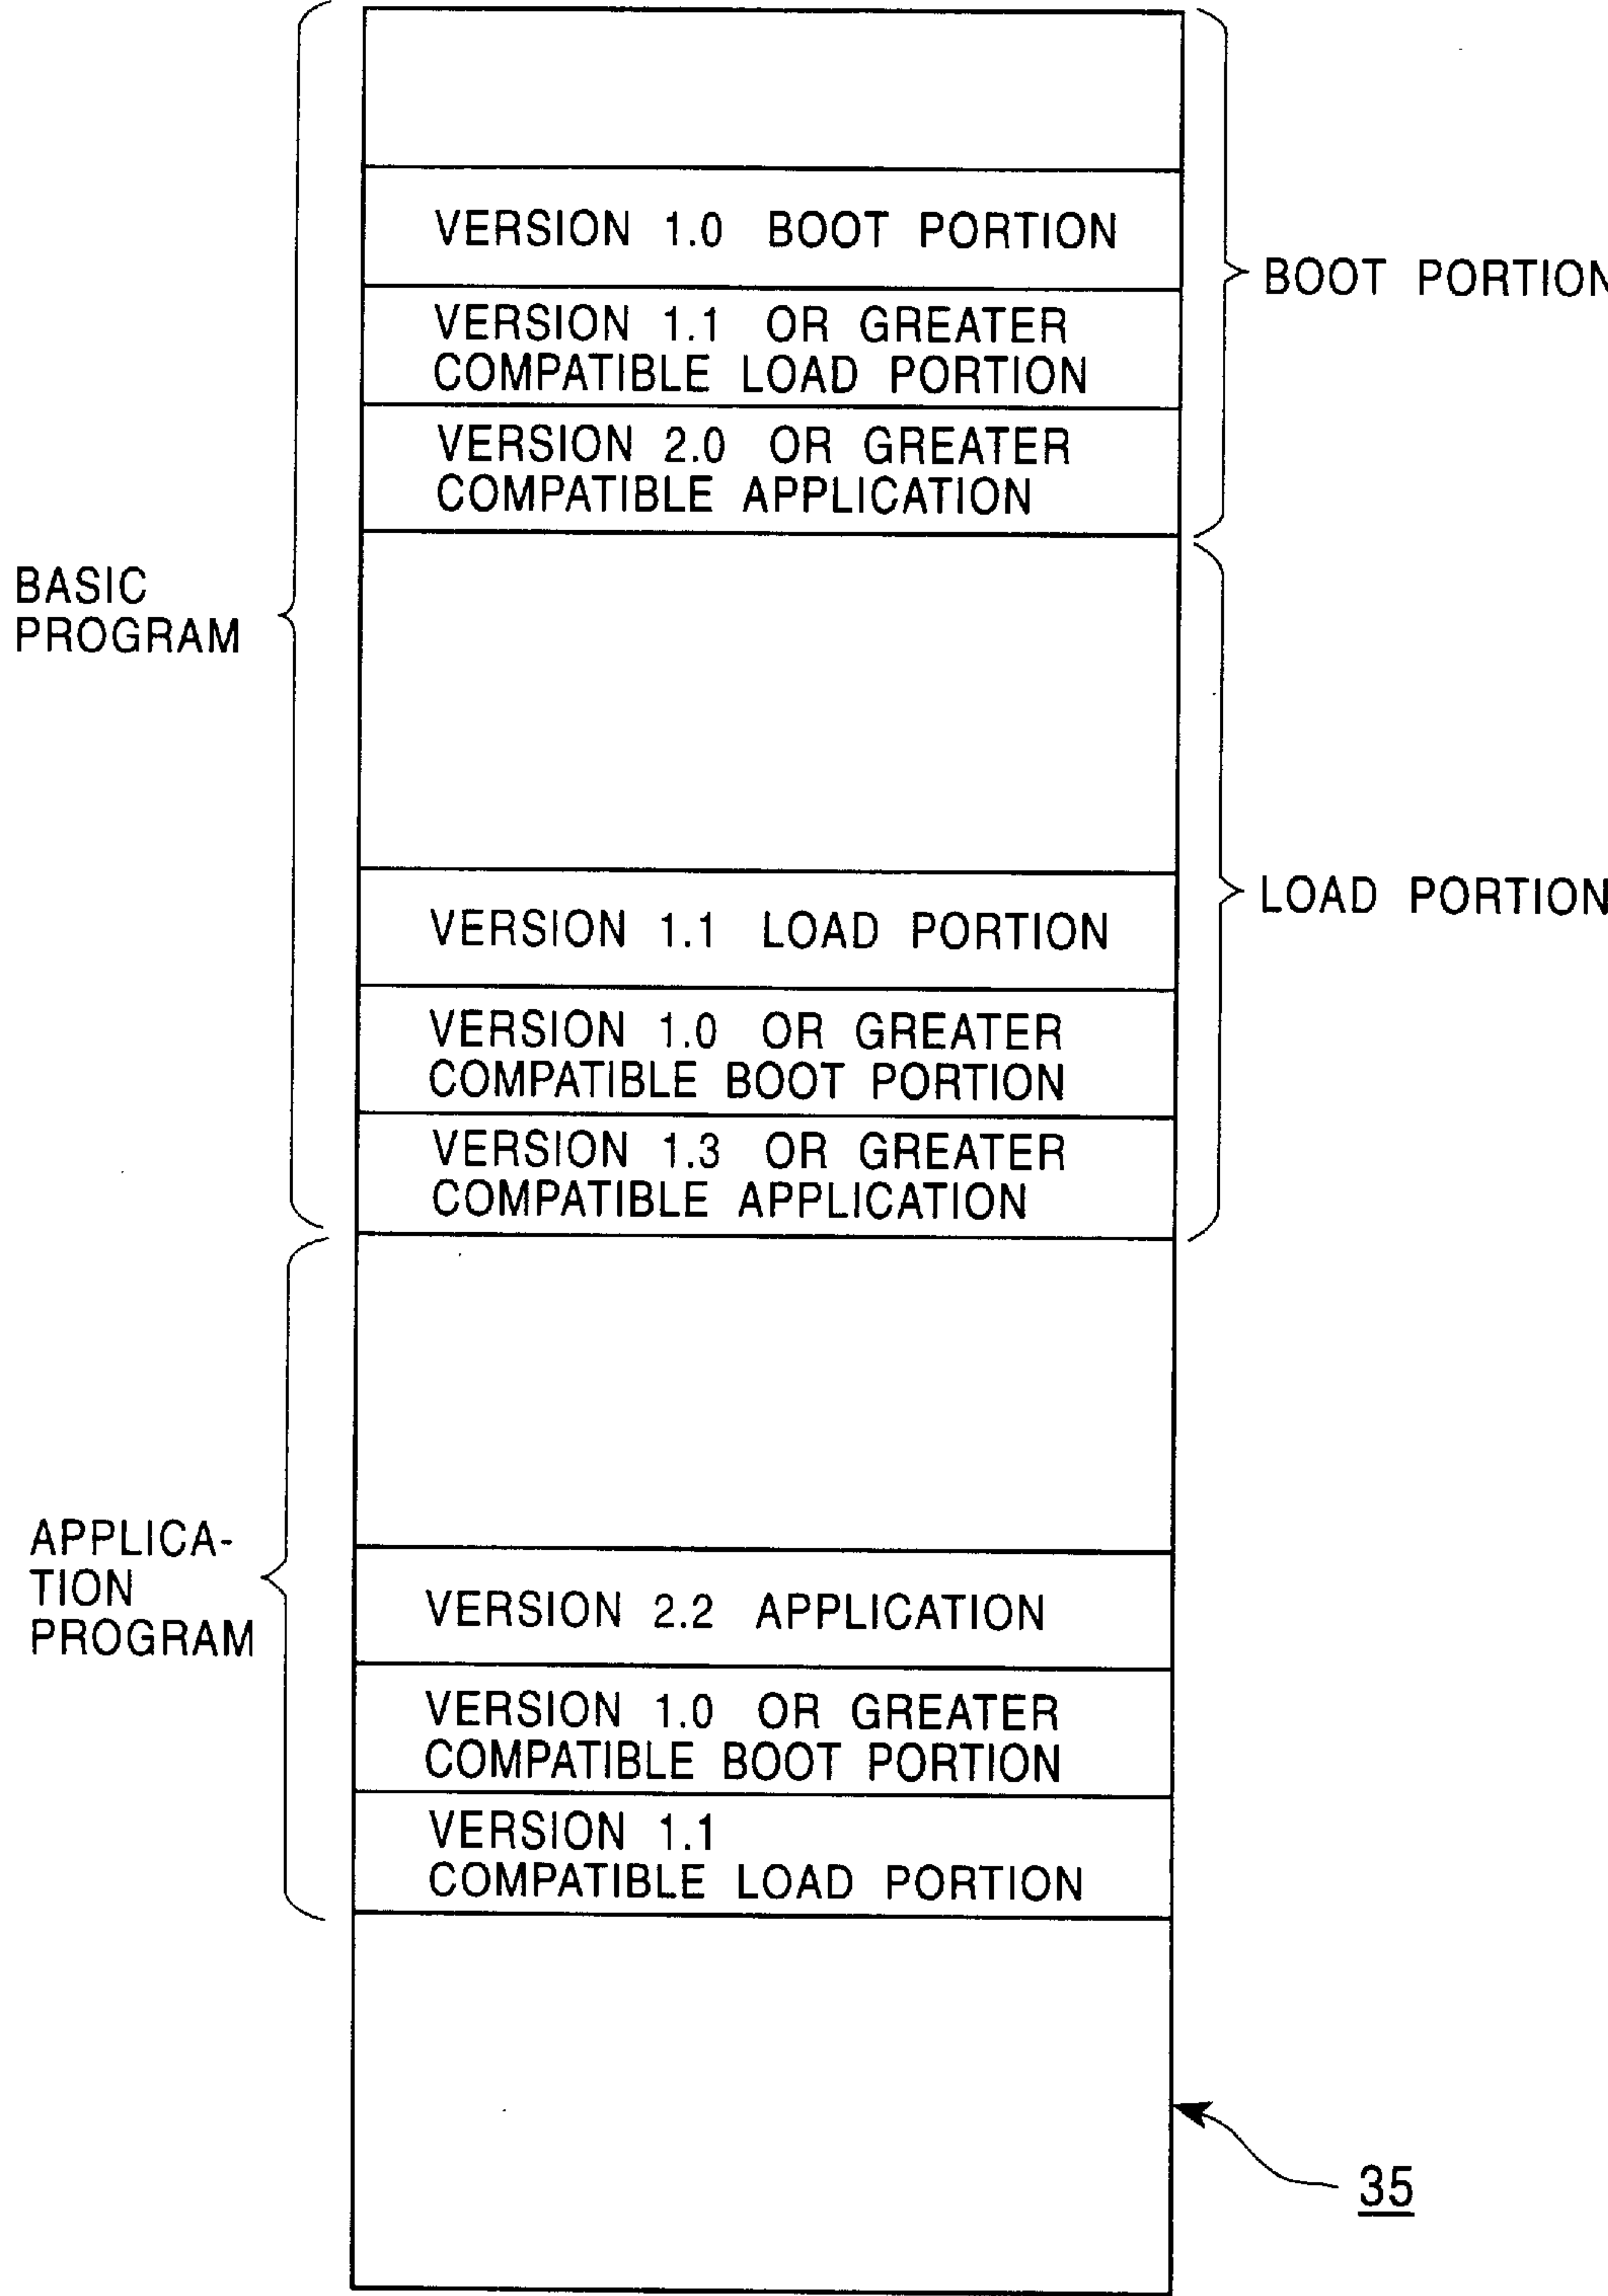 VERSION 1.0 BOOT PORTION
VERSION 1.1 OR GREATER
COMPATIBLE LOAD PORTION
VERSION 2.0 OR GREATER
COMPATIBLE APPLICATION
BOOT PORTION
BASIC
PROGRAM
VERSION 1.1 LOAD PORTION
VERSION 1.0 OR GREATER
COMPATIBLE BOOT PORTION
VERSION 1.3 OR GREATER
COMPATIBLE APPLICATION
LOAD PORTION
APPLICA-
TION
PROGRAM
VERSION 2.2 APPLICATION
VERSION 1.0 OR GREATER
COMPATIBLE BOOT PORTION
VERSION 1.1
COMPATIBLE LOAD PORTION
35